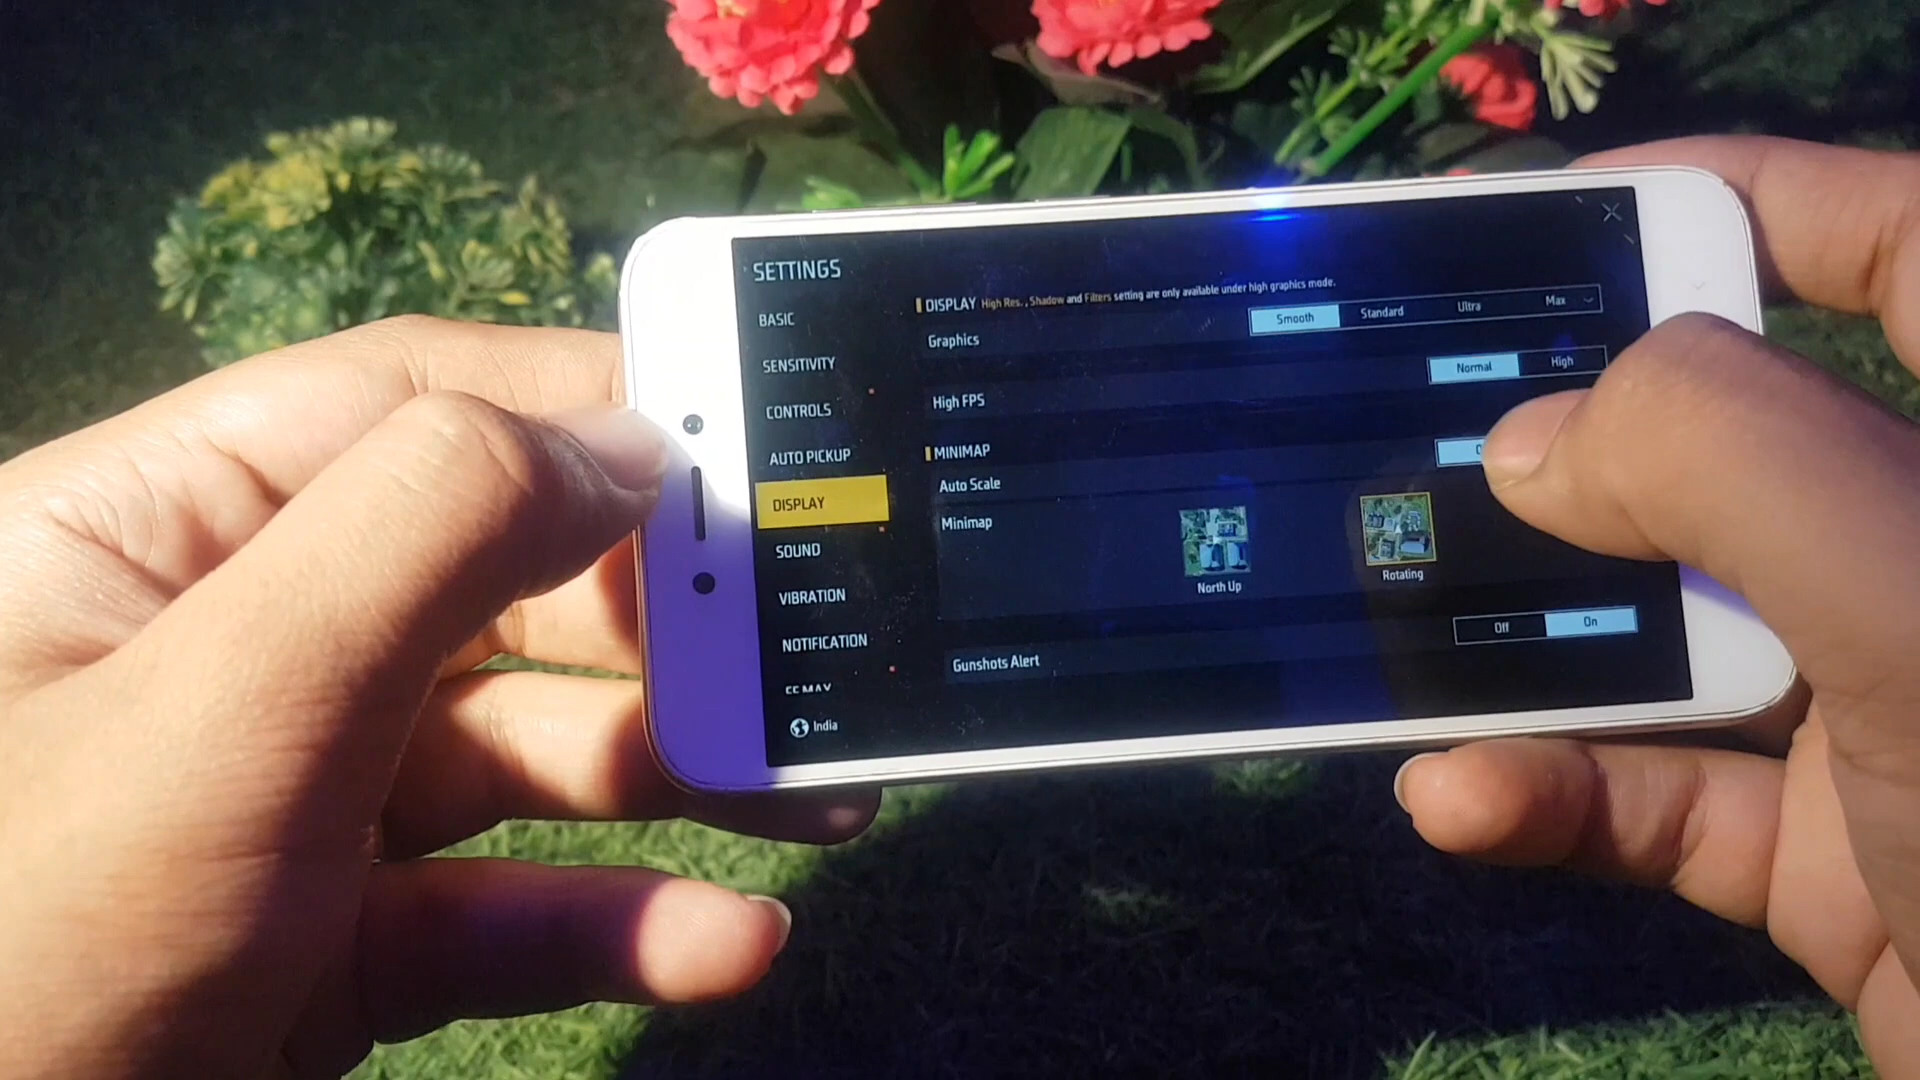 SETTINGS
BASIC
SENSITIVITY
CONTROLS
AUTO PICKUP
DISPLAY
SOUND
VIBRATION
NOTIFICATION
India
DISPLAY High Res. , Shadow and Filters setting are only available under high graphics mode.
Graphics
Smooth Standard Ultra Max
High FPS
Normal High
MINIMAP
Auto Scale
Minimap
North Up
Rotating
Gunshots Alert
Off On